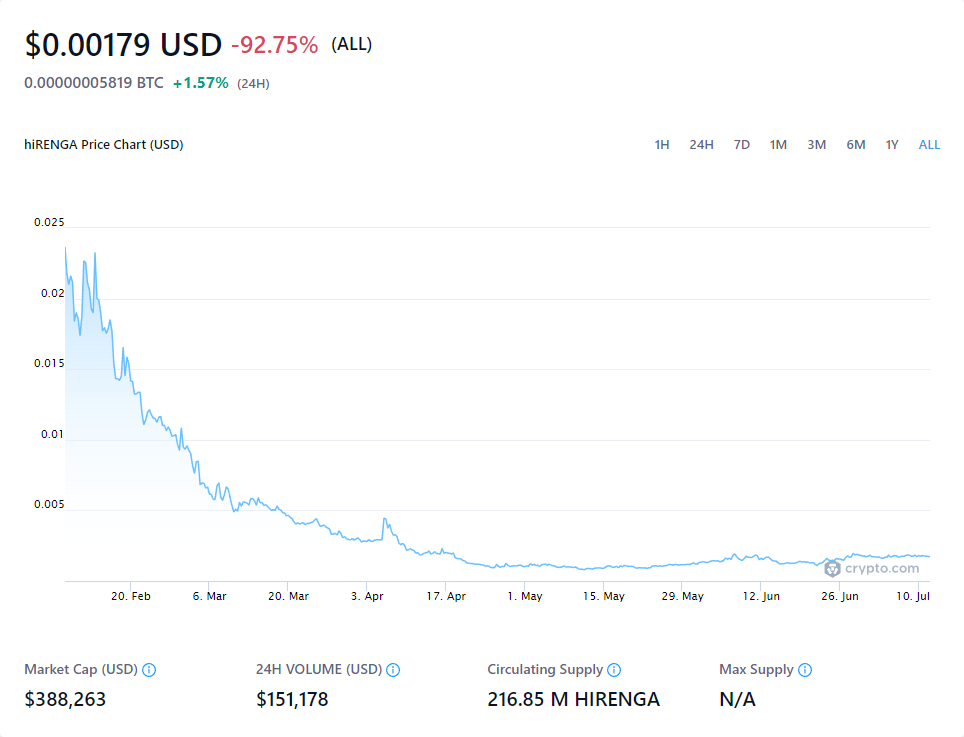 $0.00179 USD -92.75% (ALL)
0.00000005819 BTC +1.57% (24H)
hiRENGA Price Chart (USD) 1H 24H 7D 1M 3M 6M 1Y ALL
0.025
0.02
0.015
0.01
0.005
crypto.com
20. Feb 6. Mar 20. Mar 3. Apr 17. Apr 1. May 15. May 29. May 12. Jun 26. Jun 10. Jul
Market Cap (USD) 24H VOLUME (USD) Circulating Supply Max Supply
$388,263 $151,178 216.85 M HIRENGA N/A